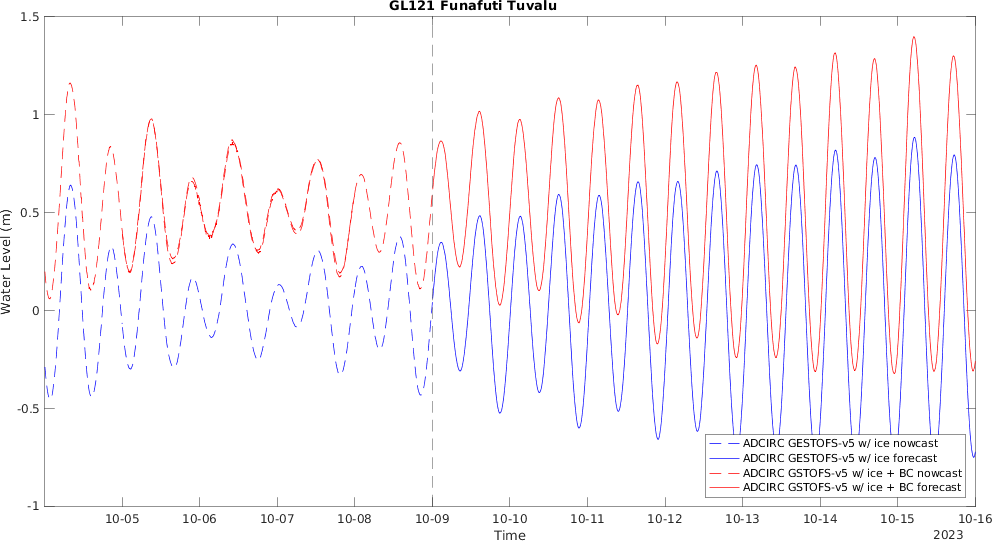 GL121 Funafuti Tuvalu
1.5
1
0.5
0
-0.5
-1
Water Level (m)
ADCIRC GESTOFS-v5 w/ ice nowcast
ADCIRC GESTOFS-v5 w/ ice forecast
ADCIRC GSTOFS-v5 w/ ice + BC nowcast
ADCIRC GSTOFS-v5 w/ ice + BC forecast
10-05 10-06 10-07 10-08 10-09 10-10 10-11 10-12 10-13 10-14 10-15 10-16
Time
2023